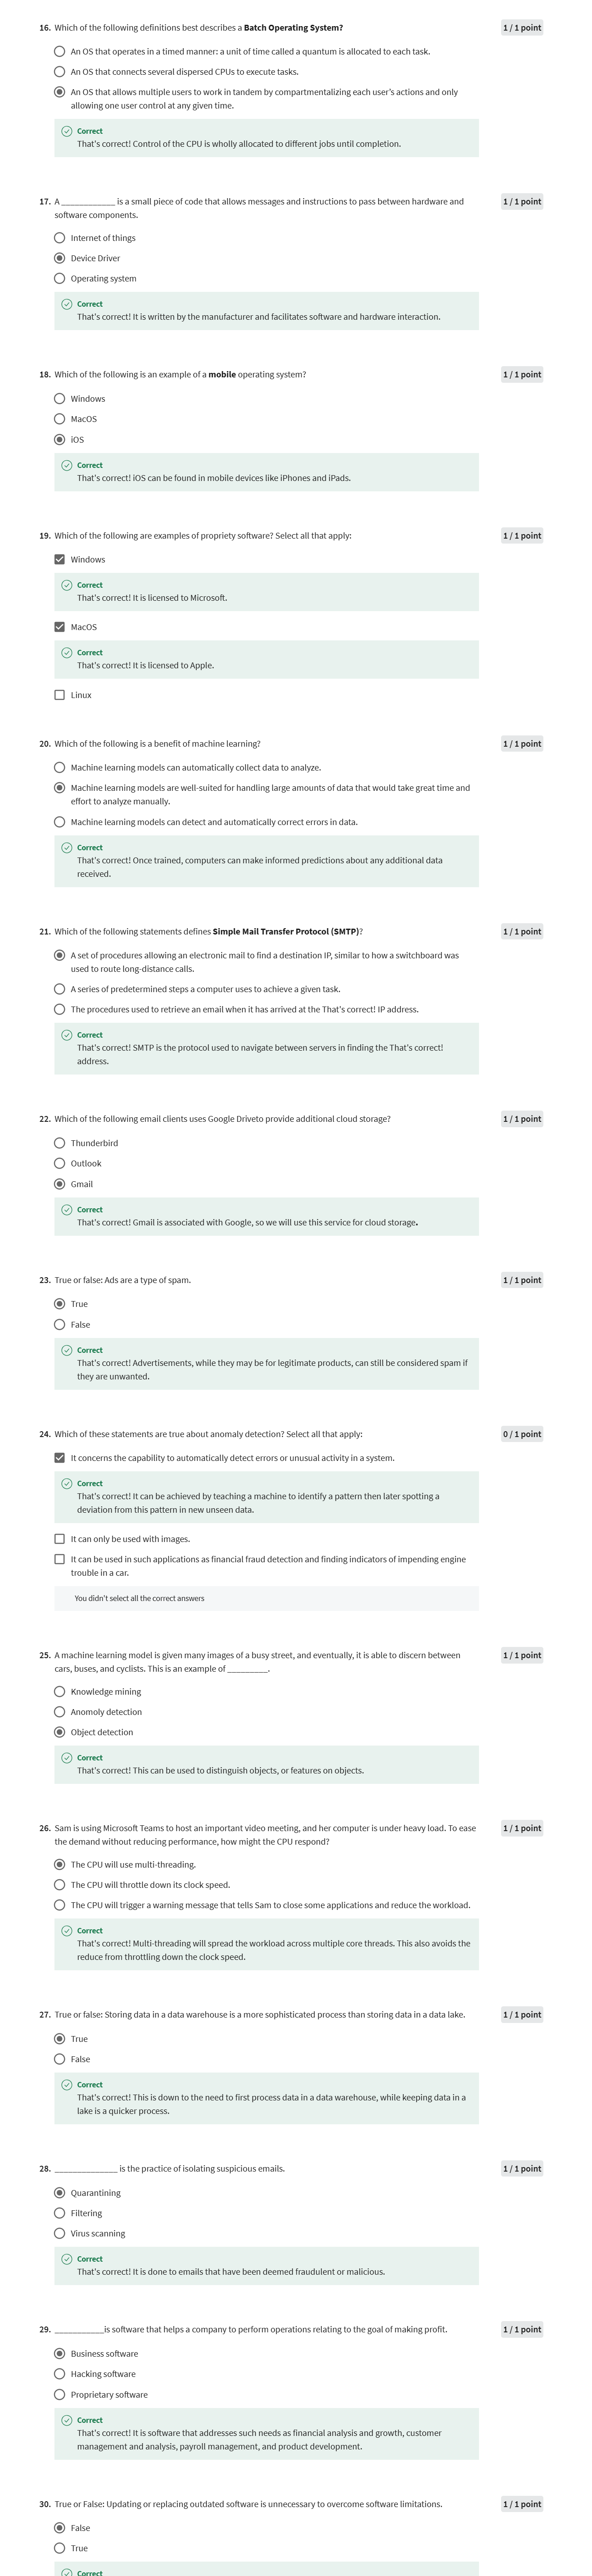 16. Which of the following definitions best describes a Batch Operating System?
1 / 1 point
An OS that operates in a timed manner: a unit of time called a quantum is allocated to each task.
An OS that connects several dispersed CPUs to execute tasks.
An OS that allows multiple users to work in tandem by compartmentalizing each user's actions and only
allowing one user control at any given time.
Correct
That's correct! Control of the CPU is wholly allocated to different jobs until completion.
17. A ____________ is a small piece of code that allows messages and instructions to pass between hardware and
software components.
1 / 1 point
Internet of things
Device Driver
Operating system
Correct
That's correct! It is written by the manufacturer and facilitates software and hardware interaction.
18. Which of the following is an example of a mobile operating system?
1 / 1 point
Windows
MacOS
iOS
Correct
That's correct! iOS can be found in mobile devices like iPhones and iPads.
19. Which of the following are examples of propriety software? Select all that apply:
1 / 1 point
Windows
Correct
That's correct! It is licensed to Microsoft.
MacOS
Correct
That's correct! It is licensed to Apple.
Linux
20. Which of the following is a benefit of machine learning?
1 / 1 point
Machine learning models can automatically collect data to analyze.
Machine learning models are well-suited for handling large amounts of data that would take great time and
effort to analyze manually.
Machine learning models can detect and automatically correct errors in data.
Correct
That's correct! Once trained, computers can make informed predictions about any additional data
received.
21. Which of the following statements defines Simple Mail Transfer Protocol (SMTP)?
1 / 1 point
A set of procedures allowing an electronic mail to find a destination IP, similar to how a switchboard was
used to route long-distance calls.
A series of predetermined steps a computer uses to achieve a given task.
The procedures used to retrieve an email when it has arrived at the That's correct! IP address.
Correct
That's correct! SMTP is the protocol used to navigate between servers in finding the That's correct!
address.
22. Which of the following email clients uses Google Driveto provide additional cloud storage?
1 / 1 point
Thunderbird
Outlook
Gmail
Correct
That's correct! Gmail is associated with Google, so we will use this service for cloud storage.
23. True or false: Ads are a type of spam.
1 / 1 point
True
False
Correct
That's correct! Advertisements, while they may be for legitimate products, can still be considered spam if
they are unwanted.
24. Which of these statements are true about anomaly detection? Select all that apply:
0 / 1 point
It concerns the capability to automatically detect errors or unusual activity in a system.
Correct
That's correct! It can be achieved by teaching a machine to identify a pattern then later spotting a
deviation from this pattern in new unseen data.
It can only be used with images.
It can be used in such applications as financial fraud detection and finding indicators of impending engine
trouble in a car.
You didn't select all the correct answers
25. A machine learning model is given many images of a busy street, and eventually, it is able to discern between
cars, buses, and cyclists. This is an example of _________.
1 / 1 point
Knowledge mining
Anomoly detection
Object detection
Correct
That's correct! This can be used to distinguish objects, or features on objects.
26. Sam is using Microsoft Teams to host an important video meeting, and her computer is under heavy load. To ease
the demand without reducing performance, how might the CPU respond?
1 / 1 point
The CPU will use multi-threading.
The CPU will throttle down its clock speed.
The CPU will trigger a warning message that tells Sam to close some applications and reduce the workload.
Correct
That's correct! Multi-threading will spread the workload across multiple core threads. This also avoids the
reduce from throttling down the clock speed.
27. True or false: Storing data in a data warehouse is a more sophisticated process than storing data in a data lake.
1 / 1 point
True
False
Correct
That's correct! This is down to the need to first process data in a data warehouse, while keeping data in a
lake is a quicker process.
28. ______________ is the practice of isolating suspicious emails.
1 / 1 point
Quarantining
Filtering
Virus scanning
Correct
That's correct! It is done to emails that have been deemed fraudulent or malicious.
29. ___________is software that helps a company to perform operations relating to the goal of making profit.
1 / 1 point
Business software
Hacking software
Proprietary software
Correct
That's correct! It is software that addresses such needs as financial analysis and growth, customer
management and analysis, payroll management, and product development.
30. True or False: Updating or replacing outdated software is unnecessary to overcome software limitations.
1 / 1 point
False
True
Correct